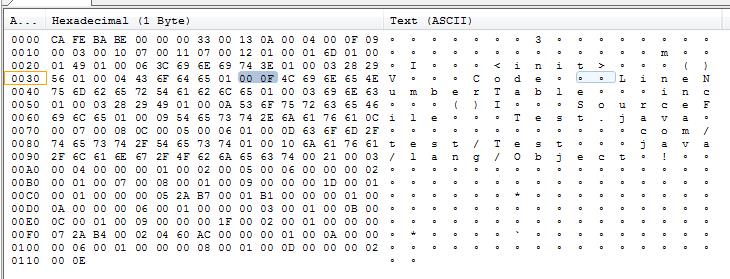 A... Hexadecimal (1 Byte) Text (ASCII)
0000 CA FE BA BE 00 00 00 33 00 13 0A 00 04 00 0F 09 ∘ ∘ ∘ ∘ ∘ ∘ ∘ 3 ∘ ∘ ∘ ∘ ∘ ∘ ∘ ∘
0010 00 03 00 10 07 00 11 07 00 12 01 00 01 6D 01 00 ∘ ∘ ∘ ∘ ∘ ∘ ∘ ∘ ∘ ∘ ∘ ∘ ∘ m ∘ ∘
0020 01 49 01 00 06 3C 69 6E 69 74 3E 01 00 03 28 29 ∘ I ∘ ∘ ∘ < i n i t > ∘ ∘ ∘ ( )
0030 56 01 00 04 43 6F 64 65 01 00 0F 4C 69 6E 65 4E V ∘ ∘ ∘ C o d e ∘ ∘ ∘ L i n e N
0040 75 6D 62 65 72 54 61 62 6C 65 01 00 03 69 6E 63 u m b e r T a b l e ∘ ∘ ∘ i n c
0050 01 00 03 28 29 49 01 00 0A 53 6F 75 72 63 65 46 ∘ ∘ ∘ ( ) I ∘ ∘ ∘ S o u r c e F
0060 69 6C 65 01 00 09 54 65 73 74 2E 6A 61 76 61 0C i l e ∘ ∘ ∘ T e s t . j a v a ∘
0070 00 07 00 08 0C 00 05 00 06 01 00 0D 63 6F 6D 2F ∘ ∘ ∘ ∘ ∘ ∘ ∘ ∘ ∘ ∘ ∘ ∘ c o m /
0080 74 65 73 74 2F 54 65 73 74 01 00 10 6A 61 76 61 t e s t / T e s t ∘ ∘ ∘ j a v a
0090 2F 6C 61 6E 67 2F 4F 62 6A 65 63 74 00 21 00 03 / l a n g / O b j e c t ∘ ! ∘ ∘
00A0 00 04 00 00 00 01 00 02 00 05 00 06 00 00 00 02 ∘ ∘ ∘ ∘ ∘ ∘ ∘ ∘ ∘ ∘ ∘ ∘ ∘ ∘ ∘ ∘
00B0 00 01 00 07 00 08 00 01 00 09 00 00 00 1D 00 01 ∘ ∘ ∘ ∘ ∘ ∘ ∘ ∘ ∘ ∘ ∘ ∘ ∘ ∘ ∘ ∘
00C0 00 01 00 00 00 05 2A B7 00 01 B1 00 00 00 01 00 ∘ ∘ ∘ ∘ ∘ ∘ * ∘ ∘ ∘ ∘ ∘ ∘ ∘ ∘ ∘
00D0 0A 00 00 00 06 00 01 00 00 00 03 00 01 00 0B 00 ∘ ∘ ∘ ∘ ∘ ∘ ∘ ∘ ∘ ∘ ∘ ∘ ∘ ∘ ∘ ∘
00E0 0C 00 01 00 09 00 00 00 1F 00 02 00 01 00 00 00 ∘ ∘ ∘ ∘ ∘ ∘ ∘ ∘ ∘ ∘ ∘ ∘ ∘ ∘ ∘ ∘
00F0 07 2A B4 00 02 04 60 AC 00 00 00 01 00 0A 00 00 ∘ * ∘ ∘ ∘ ∘ ` ∘ ∘ ∘ ∘ ∘ ∘ ∘ ∘ ∘
0100 00 06 00 01 00 00 00 08 00 01 00 0D 00 00 00 02 ∘ ∘ ∘ ∘ ∘ ∘ ∘ ∘ ∘ ∘ ∘ ∘ ∘ ∘ ∘ ∘
0110 00 0E ∘ ∘